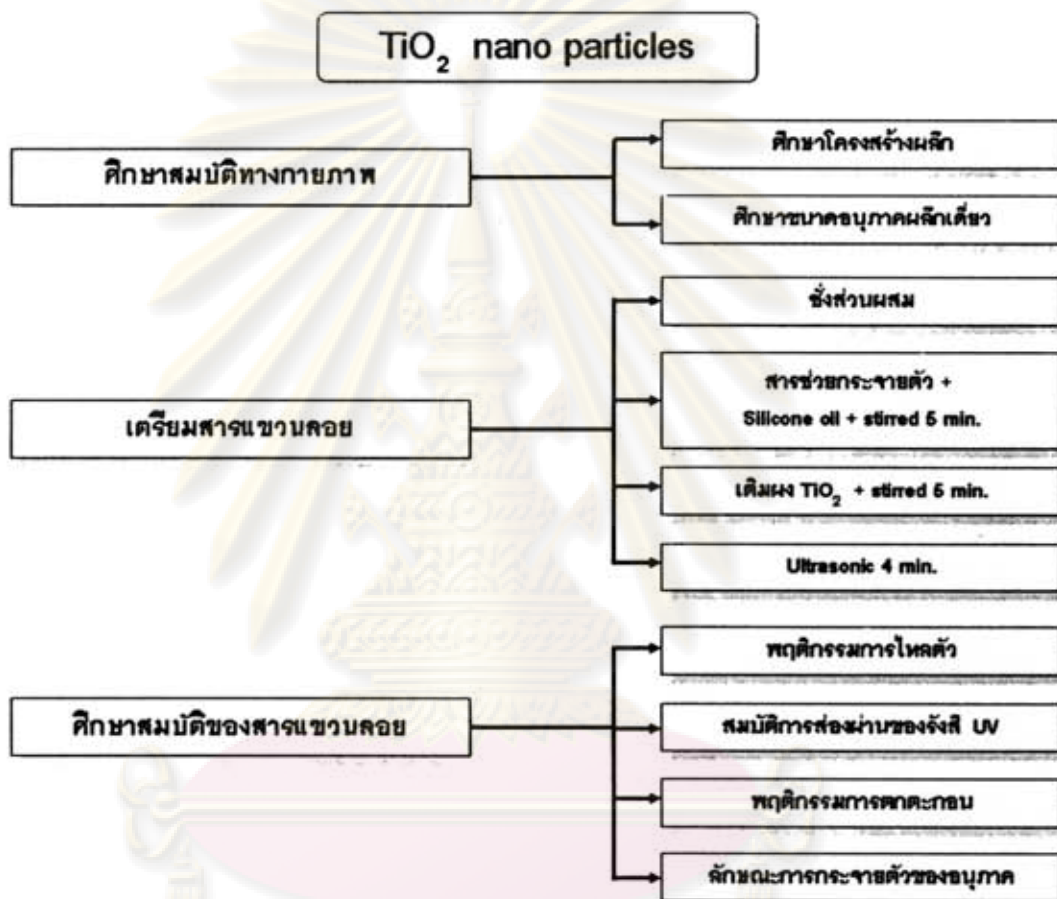 TiO₂ nano particles
ศึกษาสมบัติทางกายภาพ
ศึกษาโครงสร้างผลึก
ศึกษาขนาดอนุภาคผลึกเดี่ยว
เตรียมสารแขวนลอย
ชั่งส่วนผสม
สารช่วยกระจายตัว +
Silicone oil + stirred 5 min.
เติมผง TiO₂ + stirred 5 min.
Ultrasonic 4 min.
ศึกษาสมบัติของสารแขวนลอย
พฤติกรรมการไหลตัว
สมบัติการส่องผ่านของรังสี UV
พฤติกรรมการตกตะกอน
ลักษณะการกระจายตัวของอนุภาค